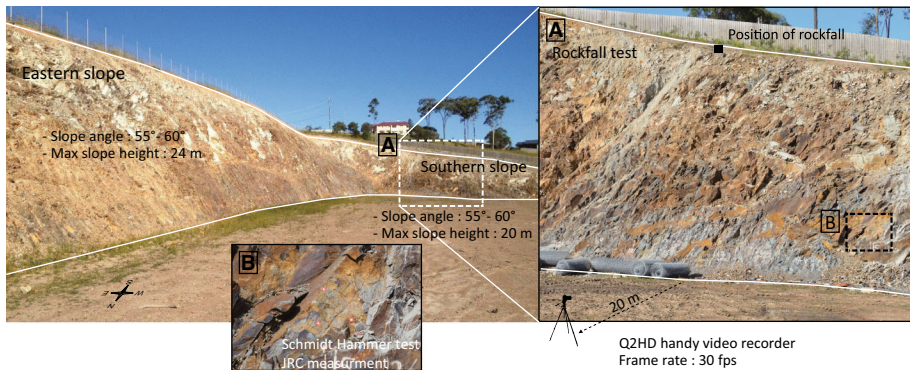 Eastern slope
- Slope angle : 55°- 60°
- Max slope height : 24 m
A
Southern slope
- Slope angle : 55°- 60°
- Max slope height : 20 m
N
E
W
S
B
Schmidt Hammer test
JRC measurment
A
Rockfall test
Position of rockfall
B
20 m
Q2HD handy video recorder
Frame rate : 30 fps